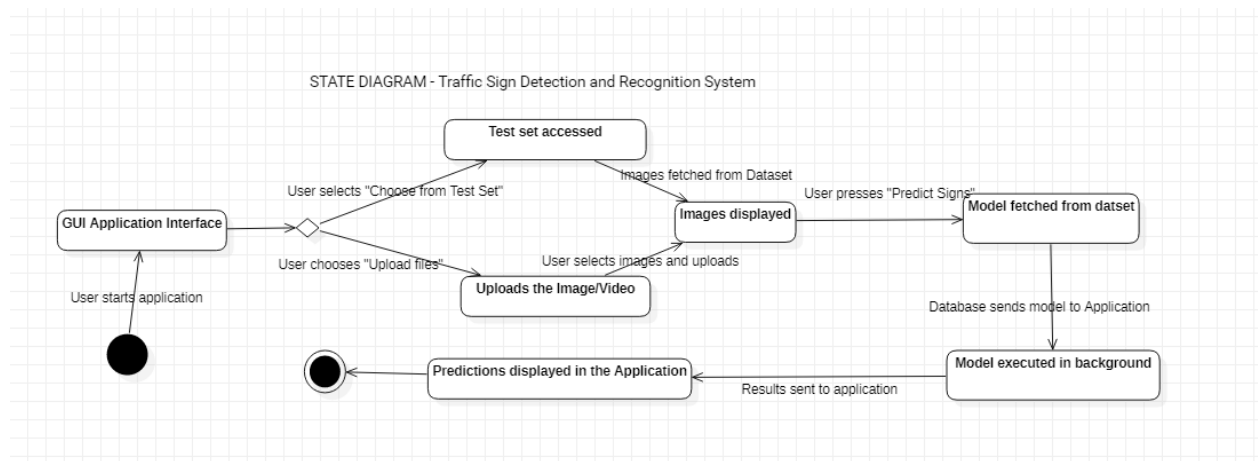 STATE DIAGRAM - Traffic Sign Detection and Recognition System
Test set accessed
Images fetched from Dataset
User selects "Choose from Test Set"
User presses "Predict Signs"
GUI Application Interface
Images displayed
Model fetched from datset
User chooses "Upload files"
User selects images and uploads
Uploads the Image/Video
User starts application
Database sends model to Application
Model executed in background
Predictions displayed in the Application
Results sent to application